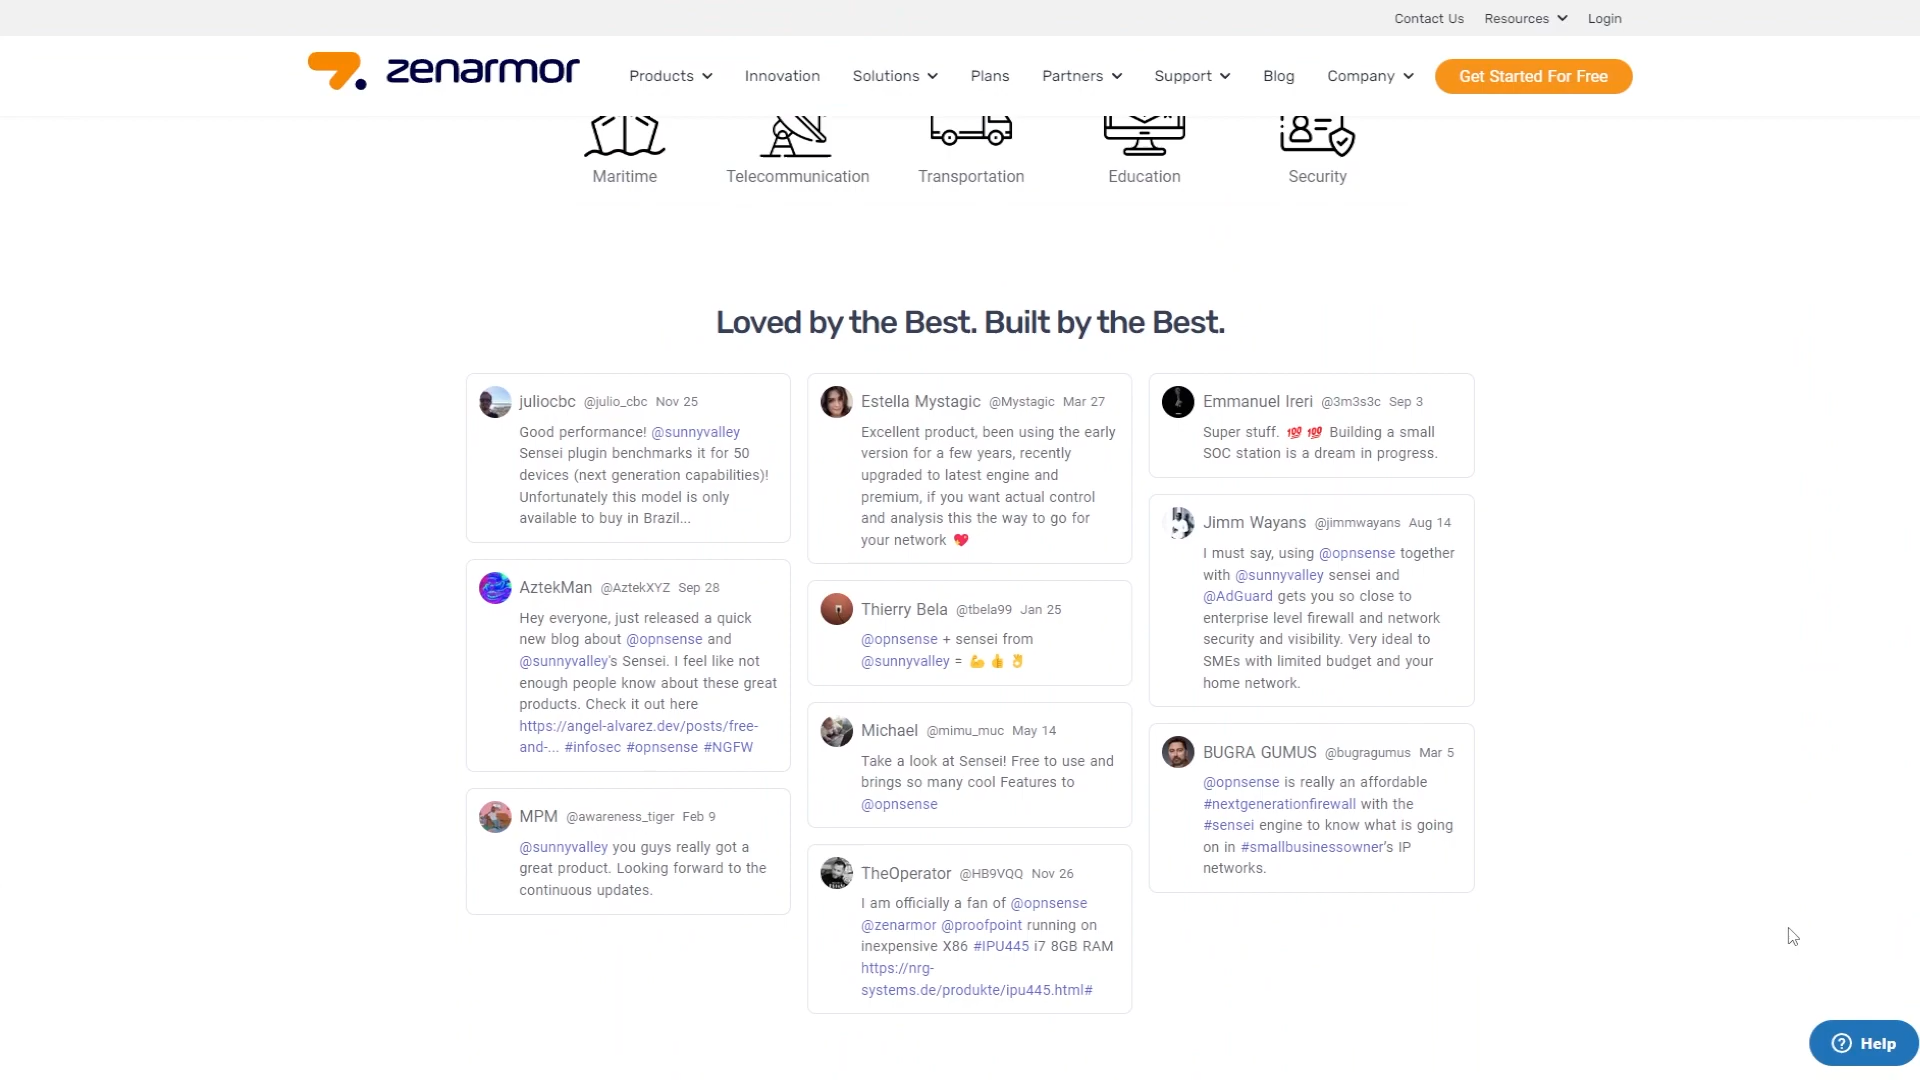 Contact Us Resources Login
zenarmor
Products Innovation Solutions Plans Partners Support Blog Company Get Started For Free
Maritime Telecommunication Transportation Education Security
Loved by the Best. Built by the Best.
juliocbc @julio_cbc Nov 25
Good performance! @sunnyvalley
Sensei plugin benchmarks it for 50
devices (next generation capabilities)!
Unfortunately this model is only
available to buy in Brazil...
AztekMan @AztekXYZ Sep 28
Hey everyone, just released a quick
new blog about @opnsense and
@sunnyvalley's Sensei. I feel like not
enough people know about these great
products. Check it out here
https://angel-alvarez.dev/posts/free-
and-... #infosec #opnsense #NGFW
MPM @awareness_tiger Feb 9
@sunnyvalley you guys really got a
great product. Looking forward to the
continuous updates.
Estella Mystagic @Mystagic Mar 27
Excellent product, been using the early
version for a few years, recently
upgraded to latest engine and
premium, if you want actual control
and analysis this the way to go for
your network 💖
Thierry Bela @tbela99 Jan 25
@opnsense + sensei from
@sunnyvalley = 💪 👍 👌
Michael @mimu_muc May 14
Take a look at Sensei! Free to use and
brings so many cool Features to
@opnsense
TheOperator @HB9VQQ Nov 26
I am officially a fan of @opnsense
@zenarmor @proofpoint running on
inexpensive X86 #IPU445 i7 8GB RAM
https://nrg-
systems.de/produkte/ipu445.html#
Emmanuel Ireri @3m3s3c Sep 3
Super stuff. 💯 💯 Building a small
SOC station is a dream in progress.
Jimm Wayans @jimmwayans Aug 14
I must say, using @opnsense together
with @sunnyvalley sensei and
@AdGuard gets you so close to
enterprise level firewall and network
security and visibility. Very ideal to
SMEs with limited budget and your
home network.
BUGRA GUMUS @bugragumus Mar 5
@opnsense is really an affordable
#nextgenerationfirewall with the
#sensei engine to know what is going
on in #smallbusinessowner's IP
networks.
Help